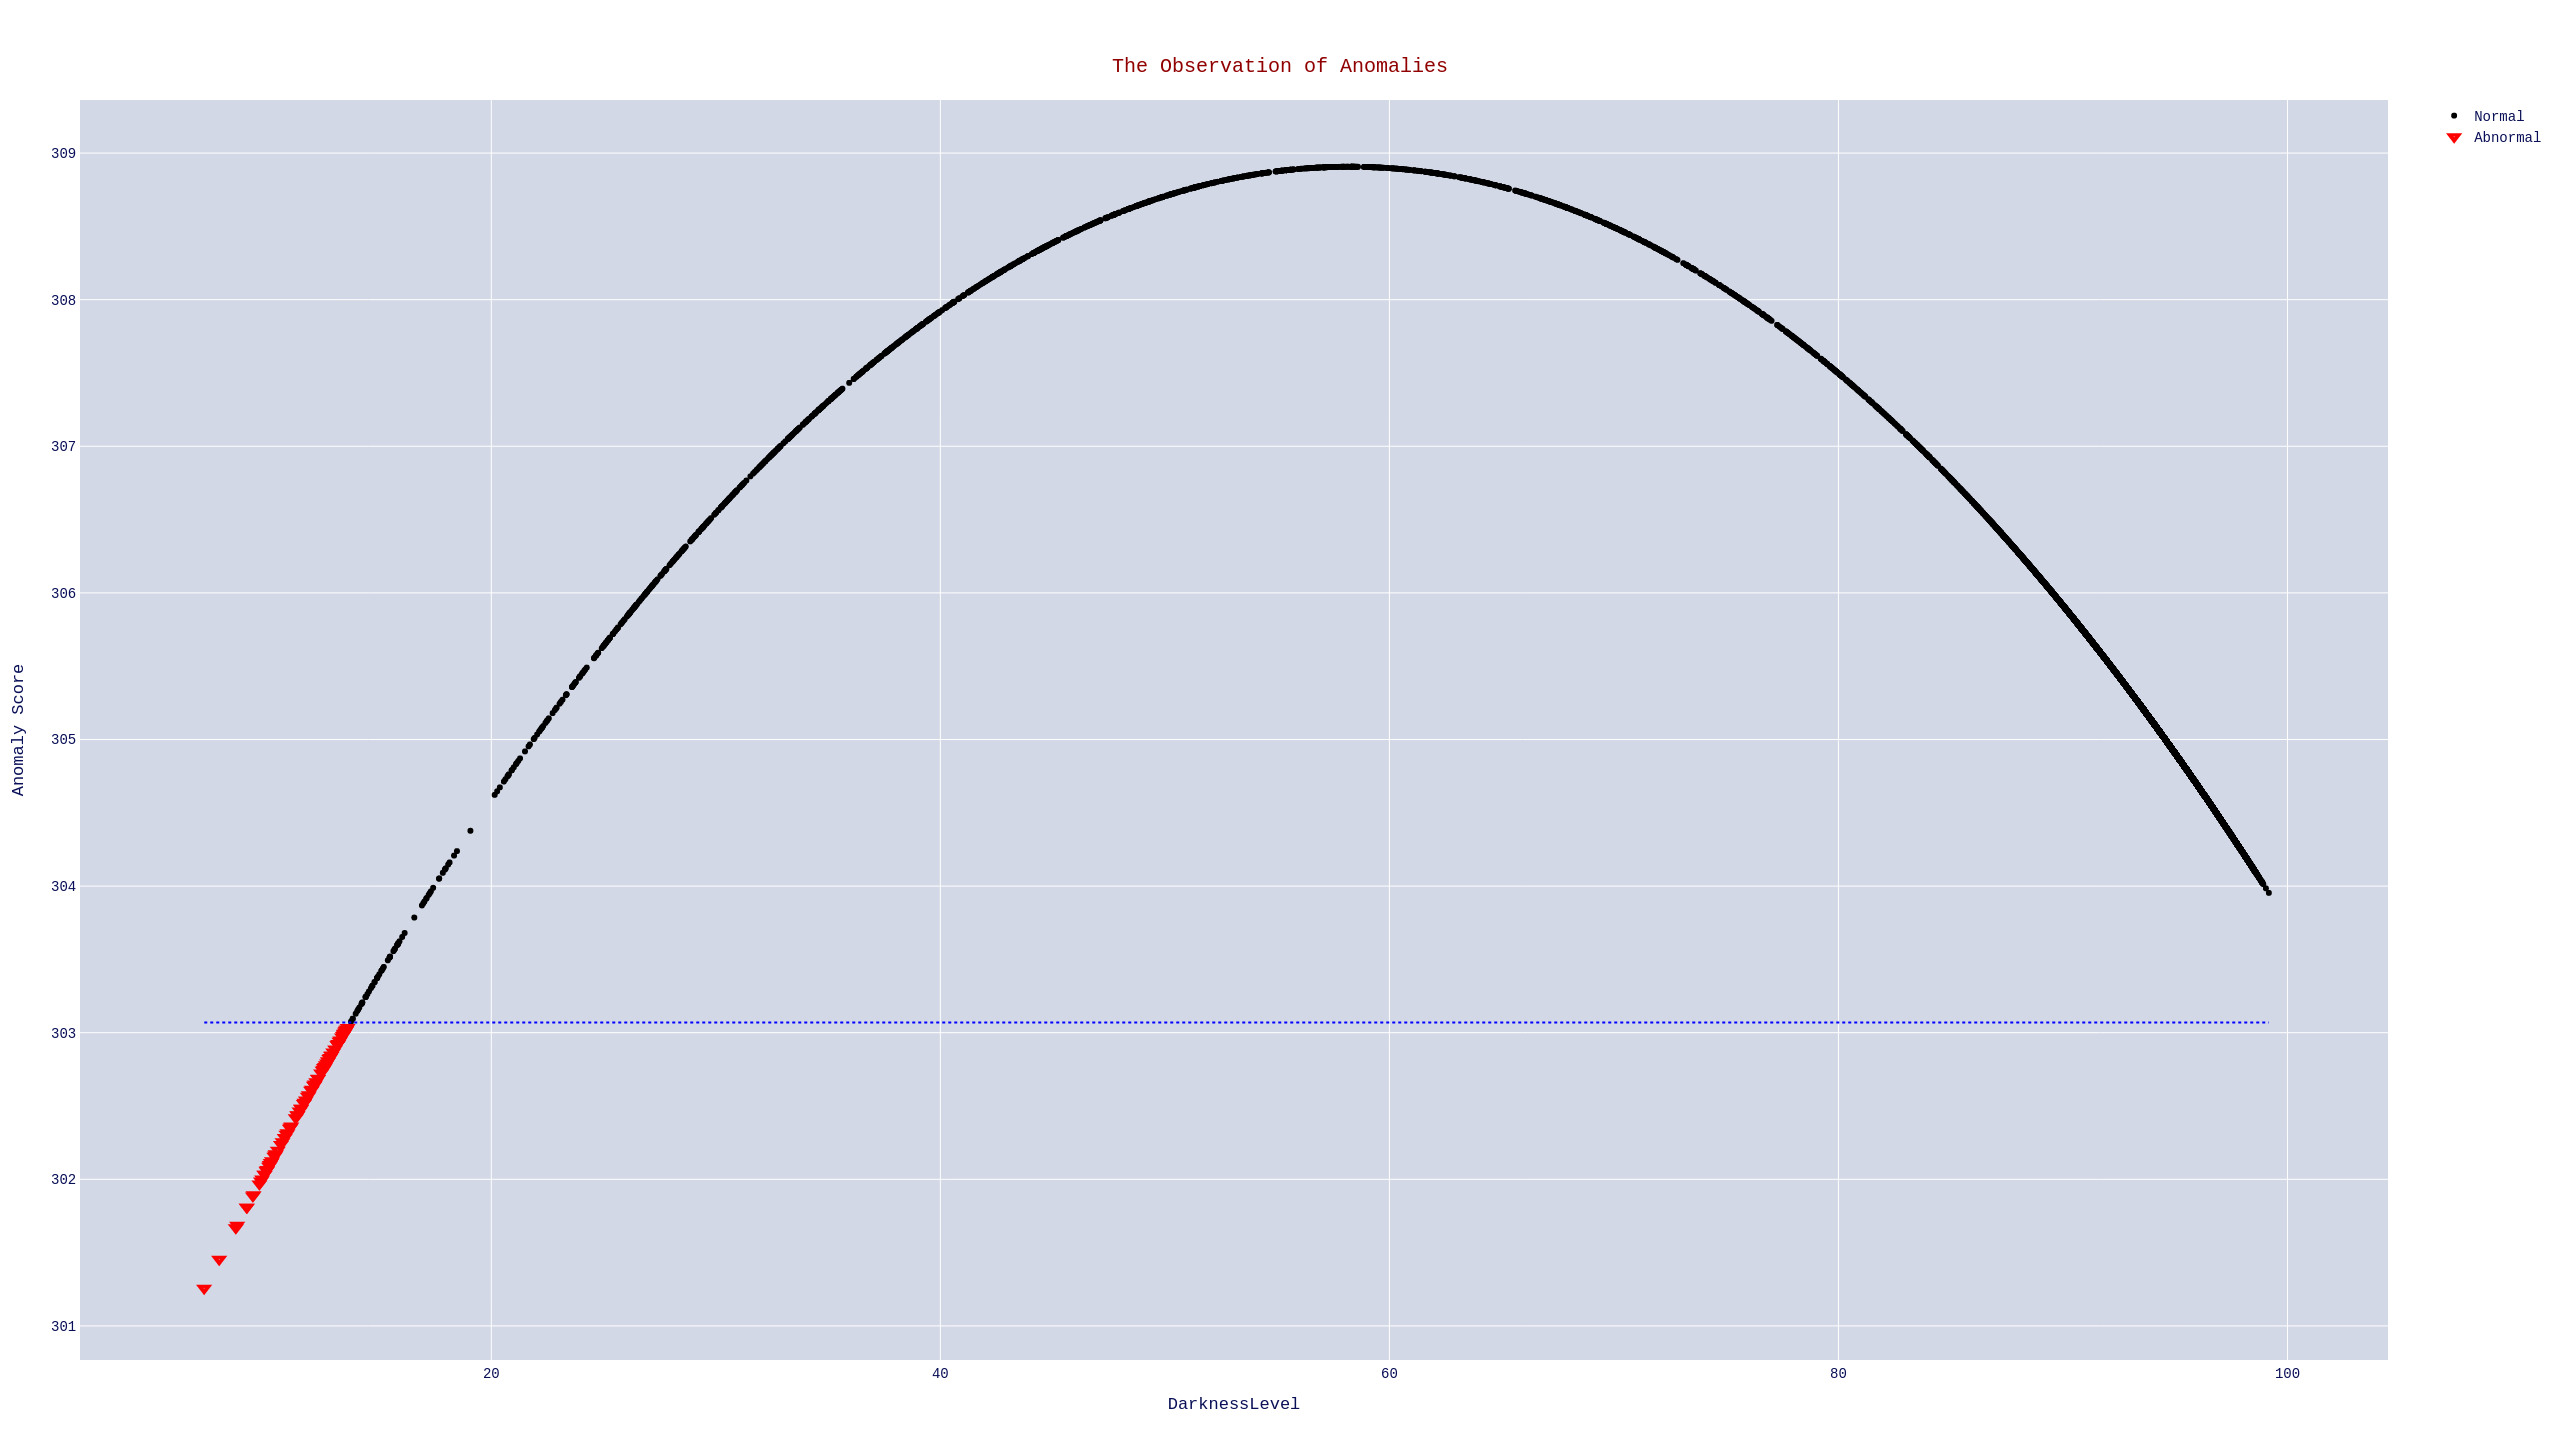 The Observation of Anomalies
Normal
Abnormal
309
308
307
306
305
304
303
302
301
Anomaly Score
20
40
60
80
100
DarknessLevel